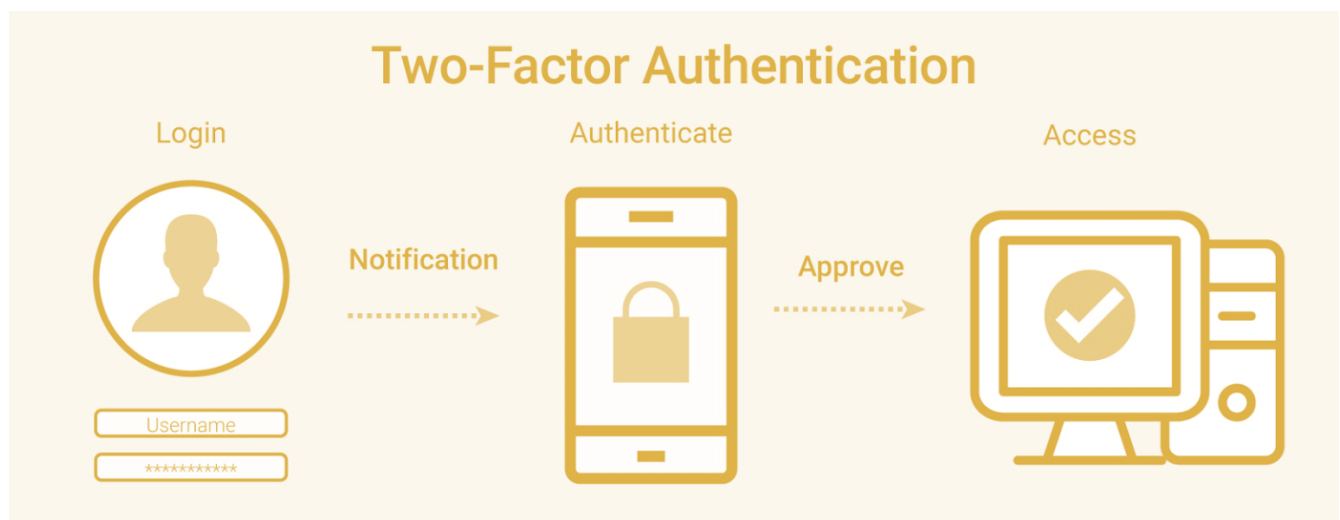 Two-Factor Authentication
Login
Authenticate
Access
Notification
Approve
Username
***********